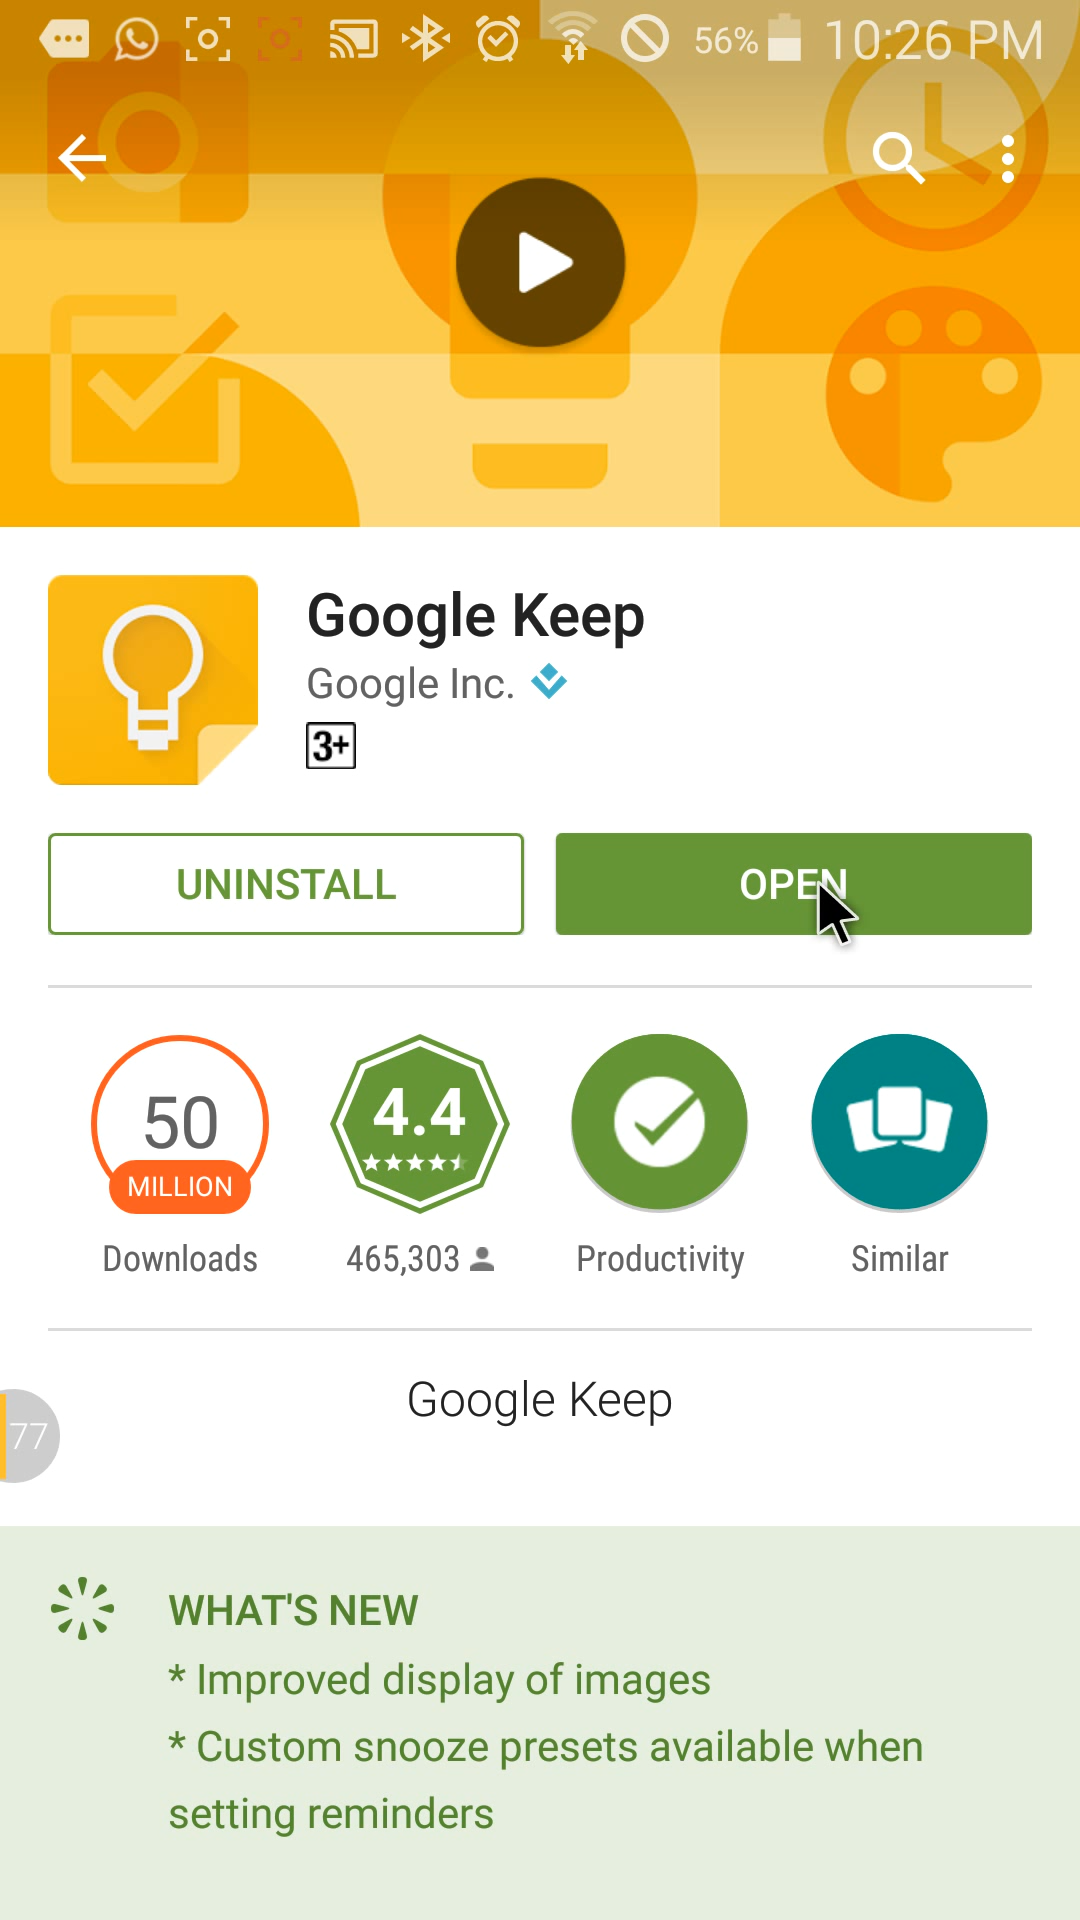 56% 10:26 PM
Google Keep
Google Inc.
3+
UNINSTALL
OPEN
50
MILLION
4.4
Downloads
465,303
Productivity
Similar
Google Keep
77
WHAT'S NEW
* Improved display of images
* Custom snooze presets available when
setting reminders